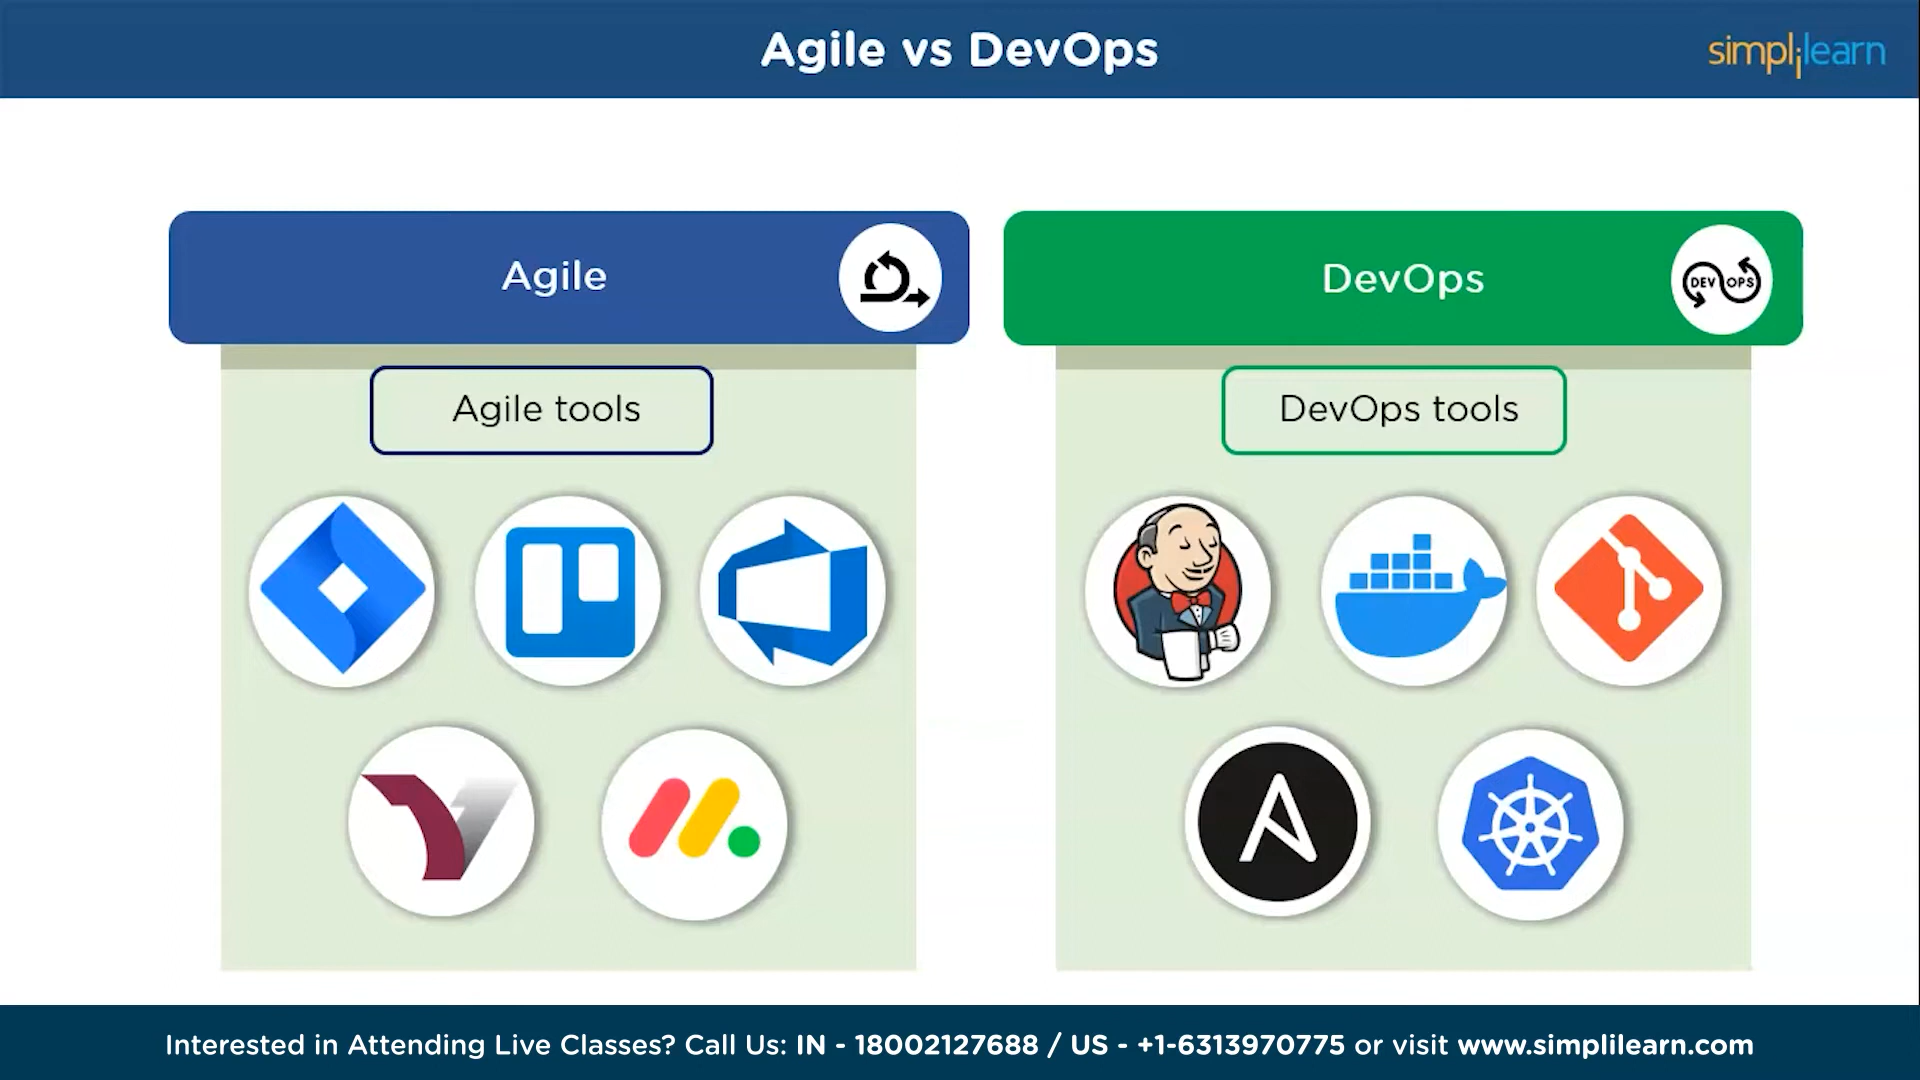 Agile vs DevOps
simplilearn
Agile
DevOps
DEV OPS
Agile tools
DevOps tools
Interested in Attending Live Classes? Call Us: IN - 18002127688 / US - +1-6313970775 or visit www.simplilearn.com